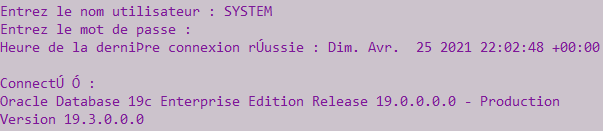 Entrez le nom utilisateur : SYSTEM
Entrez le mot de passe :
Heure de la derniÞre connexion rÚussie : Dim. Avr.  25 2021 22:02:48 +00:00
ConnectÚ Ó :
Oracle Database 19c Enterprise Edition Release 19.0.0.0.0 - Production
Version 19.3.0.0.0